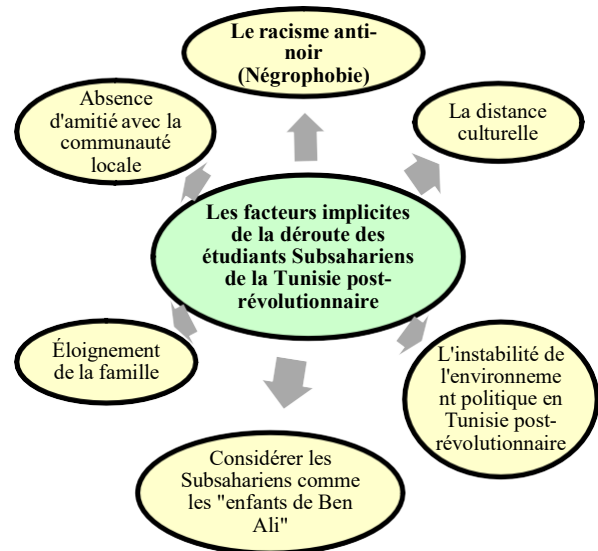 Le racisme anti-
noir
(Négrophobie)
Absence
d'amitié avec la
communauté
locale
La distance
culturelle
Les facteurs implicites
de la déroute des
étudiants Subsahariens
de la Tunisie post-
révolutionnaire
Éloignement
de la famille
L'instabilité de
l'environneme
nt politique en
Tunisie post-
révolutionnaire
Considérer les
Subsahariens comme
les "enfants de Ben
Ali"